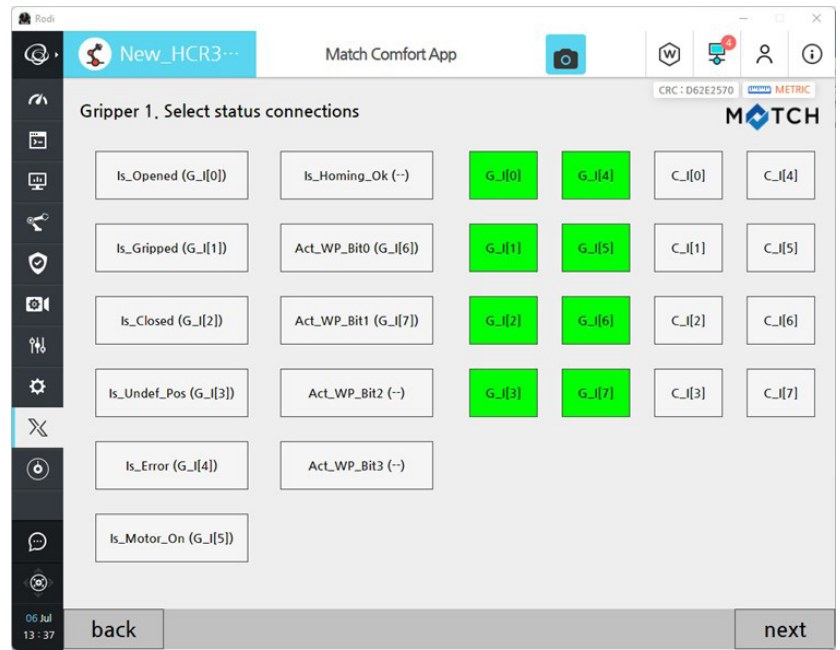 Rodi
New_HCR3···
Match Comfort App
W
4
CRC : D62E2570
METRIC
Gripper 1. Select status connections
MATCH
Is_Opened (G_I[0])
Is_Homing_Ok (--)
G_I[0]
G_I[4]
C_I[0]
C_I[4]
Is_Gripped (G_I[1])
Act_WP_Bit0 (G_I[6])
G_I[1]
G_I[5]
C_I[1]
C_I[5]
Is_Closed (G_I[2])
Act_WP_Bit1 (G_I[7])
G_I[2]
G_I[6]
C_I[2]
C_I[6]
Is_Undef_Pos (G_I[3])
Act_WP_Bit2 (--)
G_I[3]
G_I[7]
C_I[3]
C_I[7]
Is_Error (G_I[4])
Act_WP_Bit3 (--)
Is_Motor_On (G_I[5])
06 Jul
13 : 37
back
next